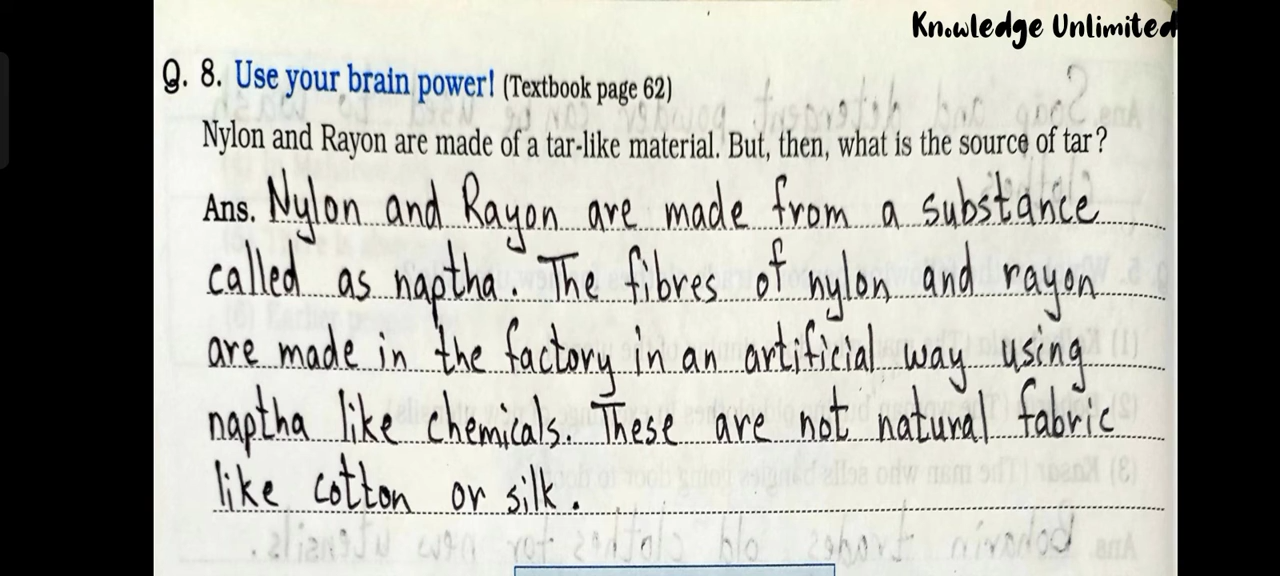 Knowledge Unlimited
Q. 8. Use your brain power! (Textbook page 62)
Nylon and Rayon are made of a tar-like material. But, then, what is the source of tar?
Ans. Nylon and Rayon are made from a substance
called as naptha. The fibres of nylon and rayon
are made in the factory in an artificial way using
naptha like chemicals. These are not natural fabric
like cotton or silk.